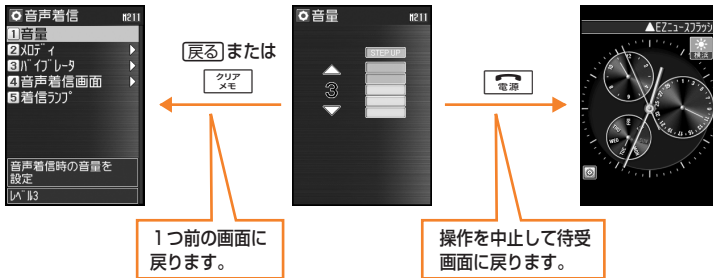 音声着信 M211
1音量
2ﾒﾛﾃﾞｨ
3ﾊﾞｲﾌﾞﾚｰﾀ
4音声着信画面
5着信ﾗﾝﾌﾟ
音声着信時の音量を
設定
ﾚﾍﾞﾙ3
戻るまたは
クリア
メモ
1つ前の画面に
戻ります。
音量 M211
STEP UP
3
電源
操作を中止して待受
画面に戻ります。
▲EZニュースフラッシ
横浜